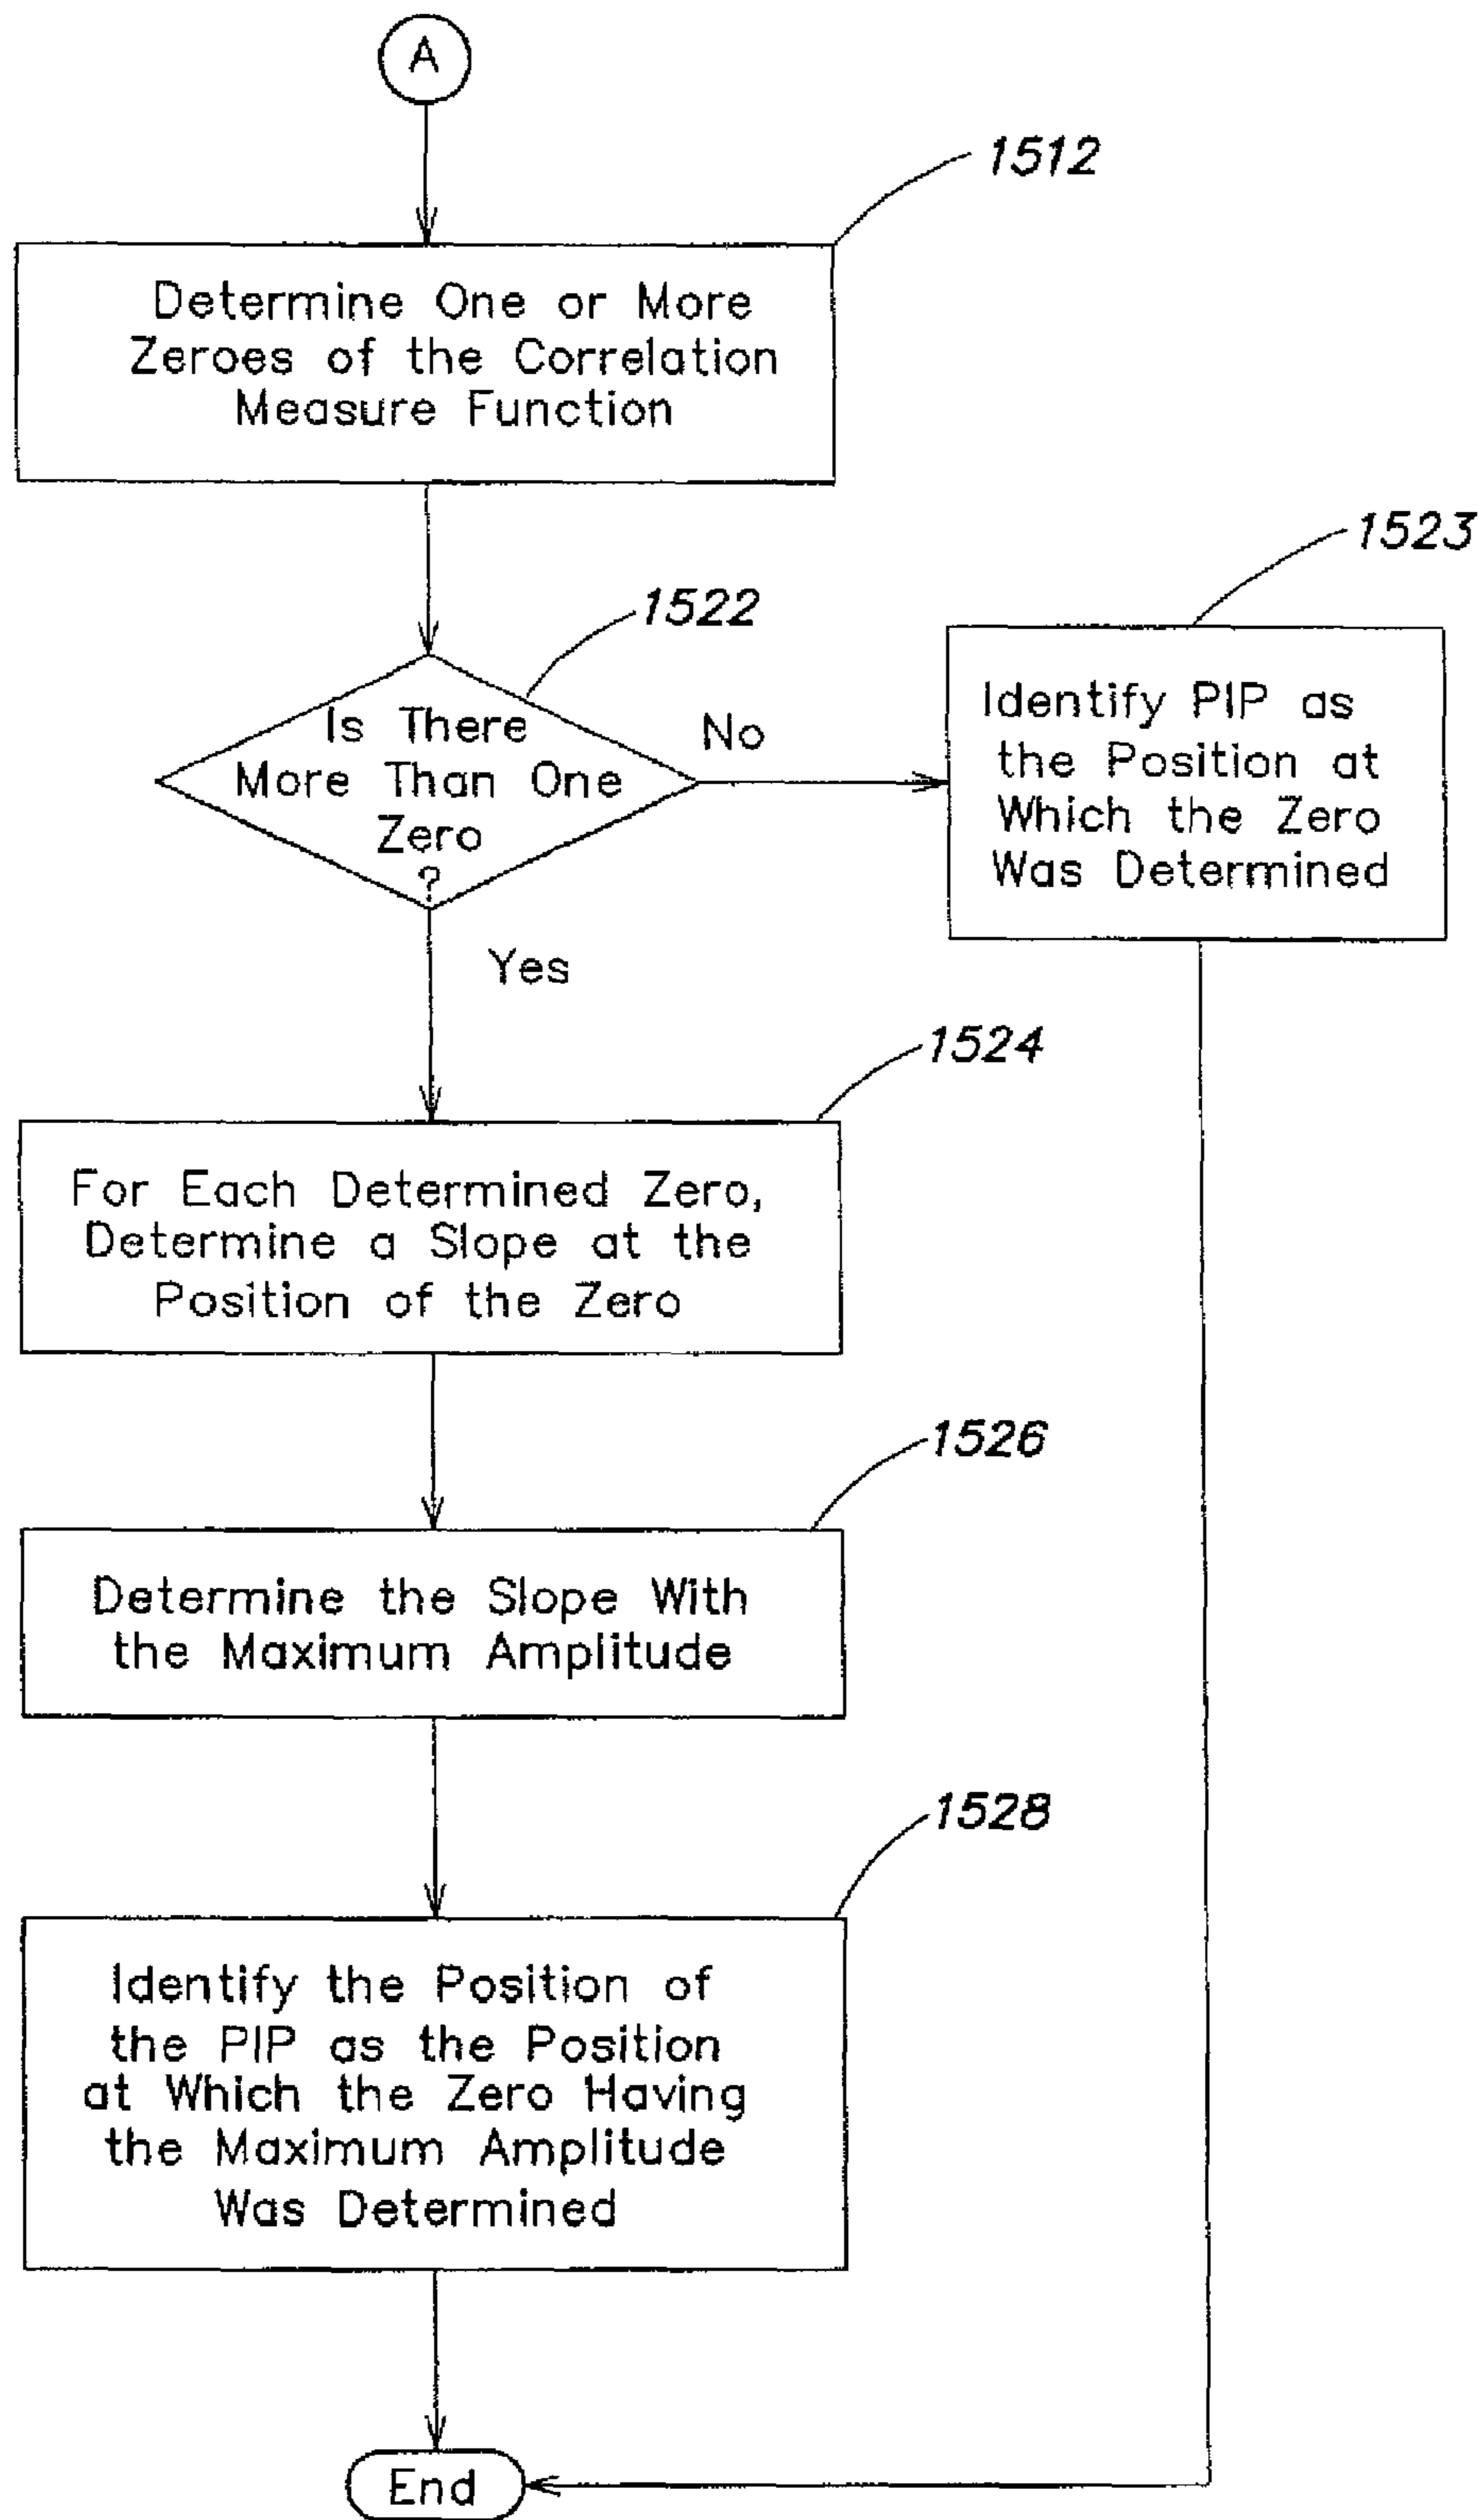 A
1512
Determine One or More
Zeroes of the Correlation
Measure Function
1523
1522
Is There
More Than One
Zero
?
No
Identify PIP as
the Position at
Which the Zero
Was Determined
Yes
1524
For Each Determined Zero,
Determine a Slope at the
Position of the Zero
1526
Determine the Slope With
the Maximum Amplitude
1528
Identify the Position of
the PIP as the Position
at Which the Zero Having
the Maximum Amplitude
Was Determined
End